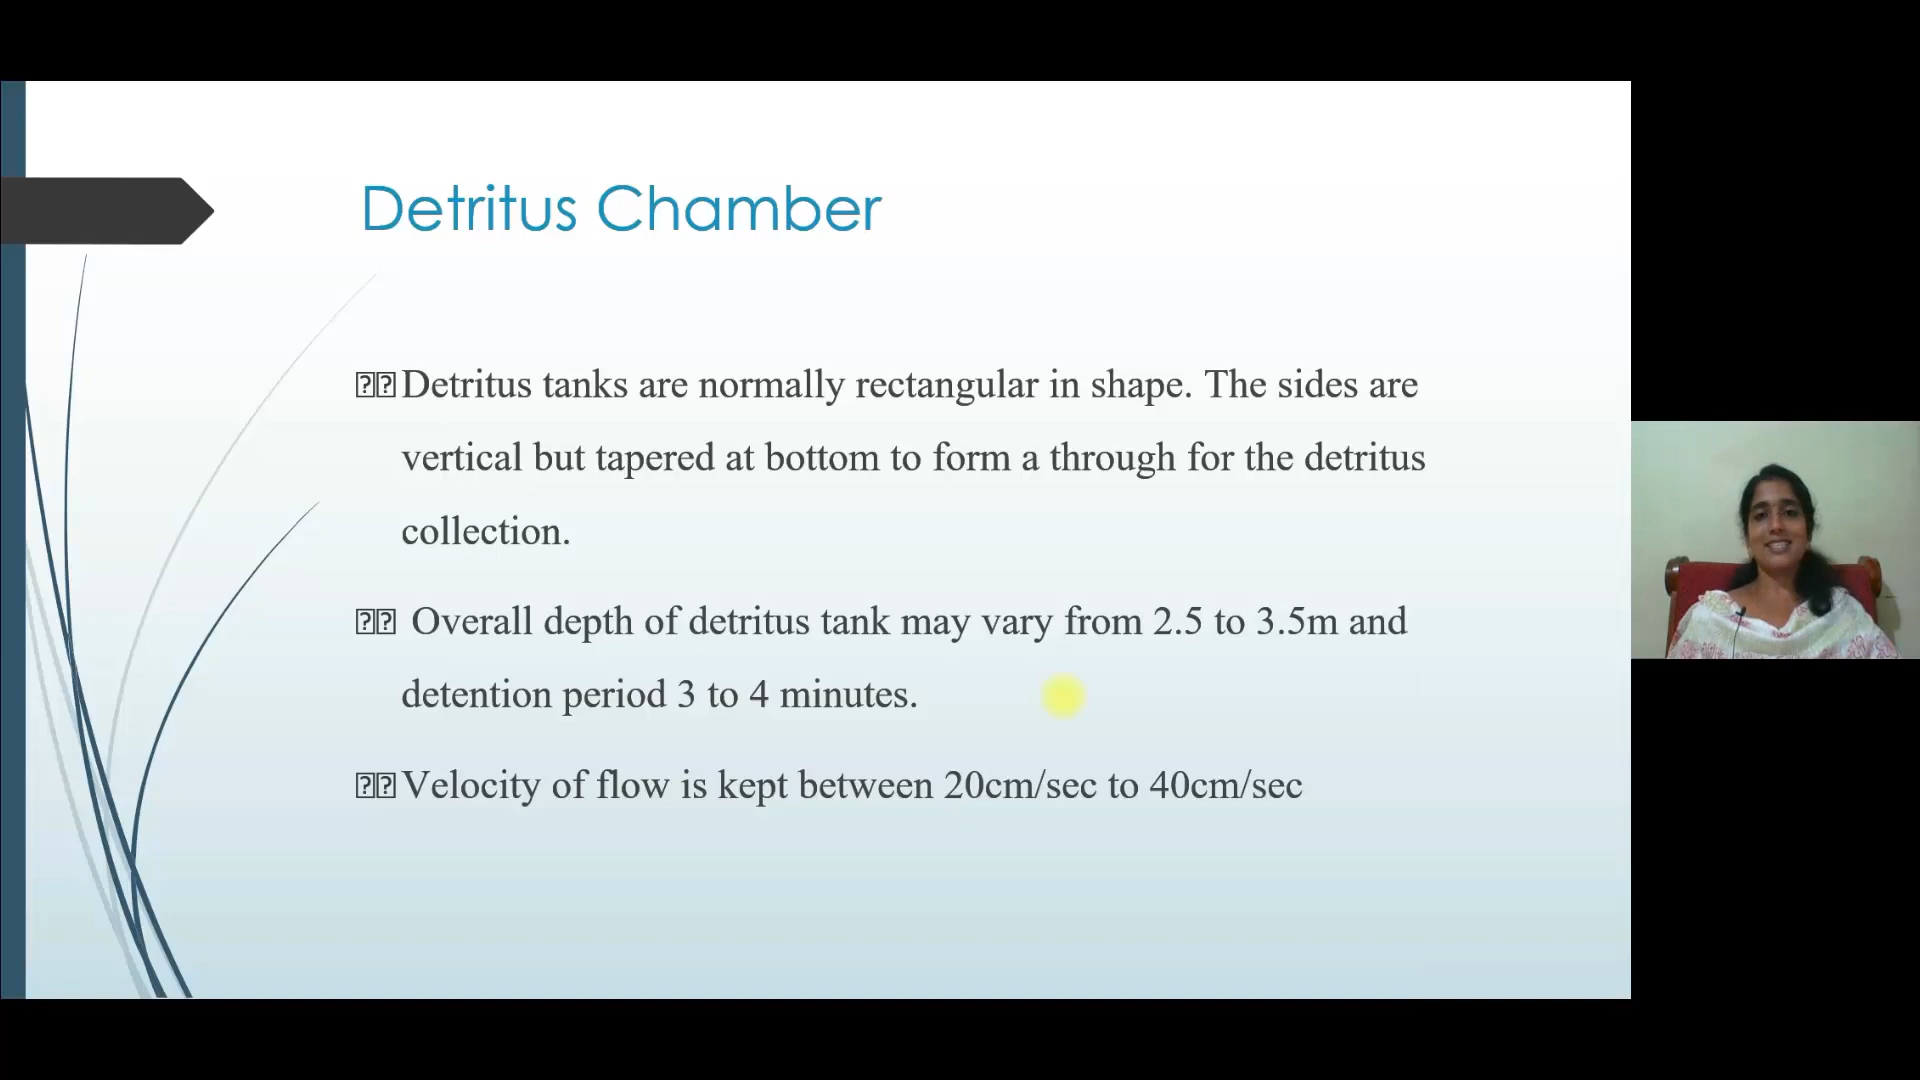 Detritus Chamber
Detritus tanks are normally rectangular in shape. The sides are
vertical but tapered at bottom to form a through for the detritus
collection.
Overall depth of detritus tank may vary from 2.5 to 3.5m and
detention period 3 to 4 minutes.
Velocity of flow is kept between 20cm/sec to 40cm/sec